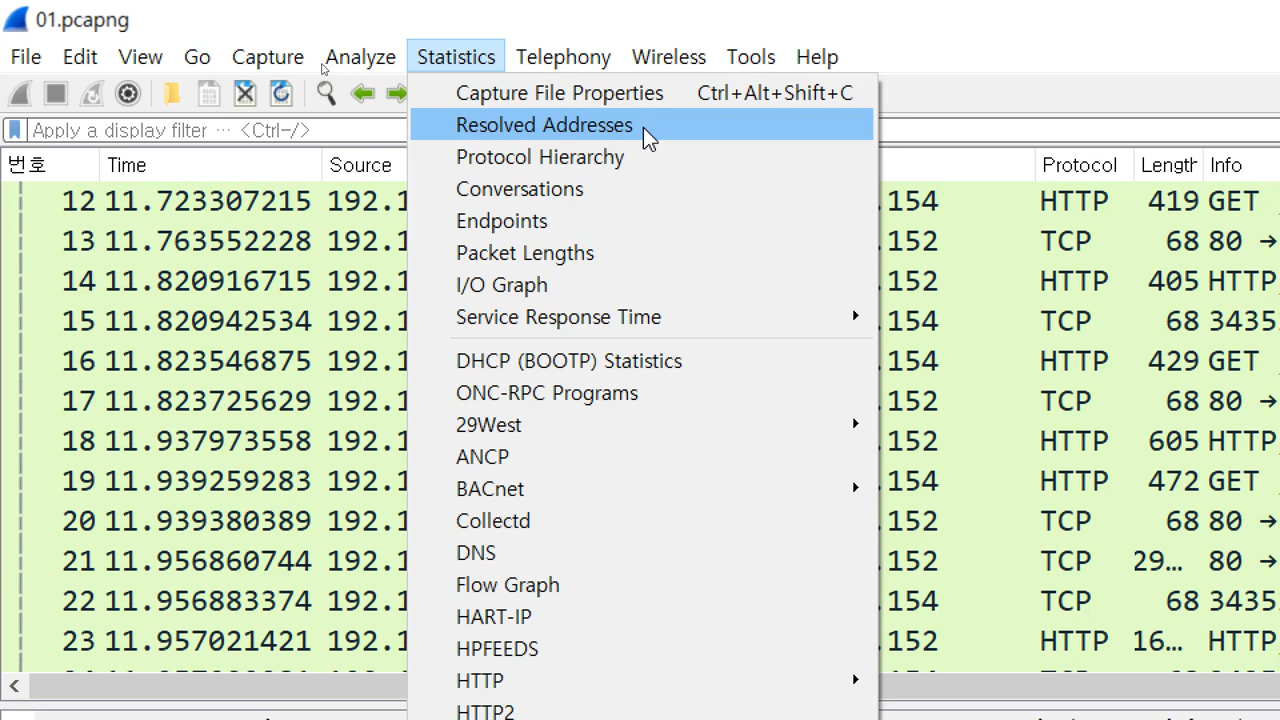 01.pcapng
File Edit View Go Capture Analyze Statistics Telephony Wireless Tools Help
Capture File Properties Ctrl+Alt+Shift+C
Apply a display filter ... <Ctrl-/>
Resolved Addresses
번호 Time Source Protocol Length Info
Protocol Hierarchy
Conversations
Endpoints
Packet Lengths
I/O Graph
Service Response Time
DHCP (BOOTP) Statistics
ONC-RPC Programs
29West
ANCP
BACnet
Collectd
DNS
Flow Graph
HART-IP
HPFEEDS
HTTP
HTTP2
12 11.723307215 192.1 .154 HTTP 419 GET
13 11.763552228 192.1 .152 TCP 68 80 →
14 11.820916715 192.1 .152 HTTP 405 HTTP
15 11.820942534 192.1 .154 TCP 68 3435
16 11.823546875 192.1 .154 HTTP 429 GET
17 11.823725629 192.1 .152 TCP 68 80 →
18 11.937973558 192.1 .152 HTTP 605 HTTP
19 11.939259283 192.1 .154 HTTP 472 GET
20 11.939380389 192.1 .152 TCP 68 80 →
21 11.956860744 192.1 .152 TCP 29... 80 →
22 11.956883374 192.1 .154 TCP 68 3435
23 11.957021421 192.1 .152 HTTP 16... HTTP